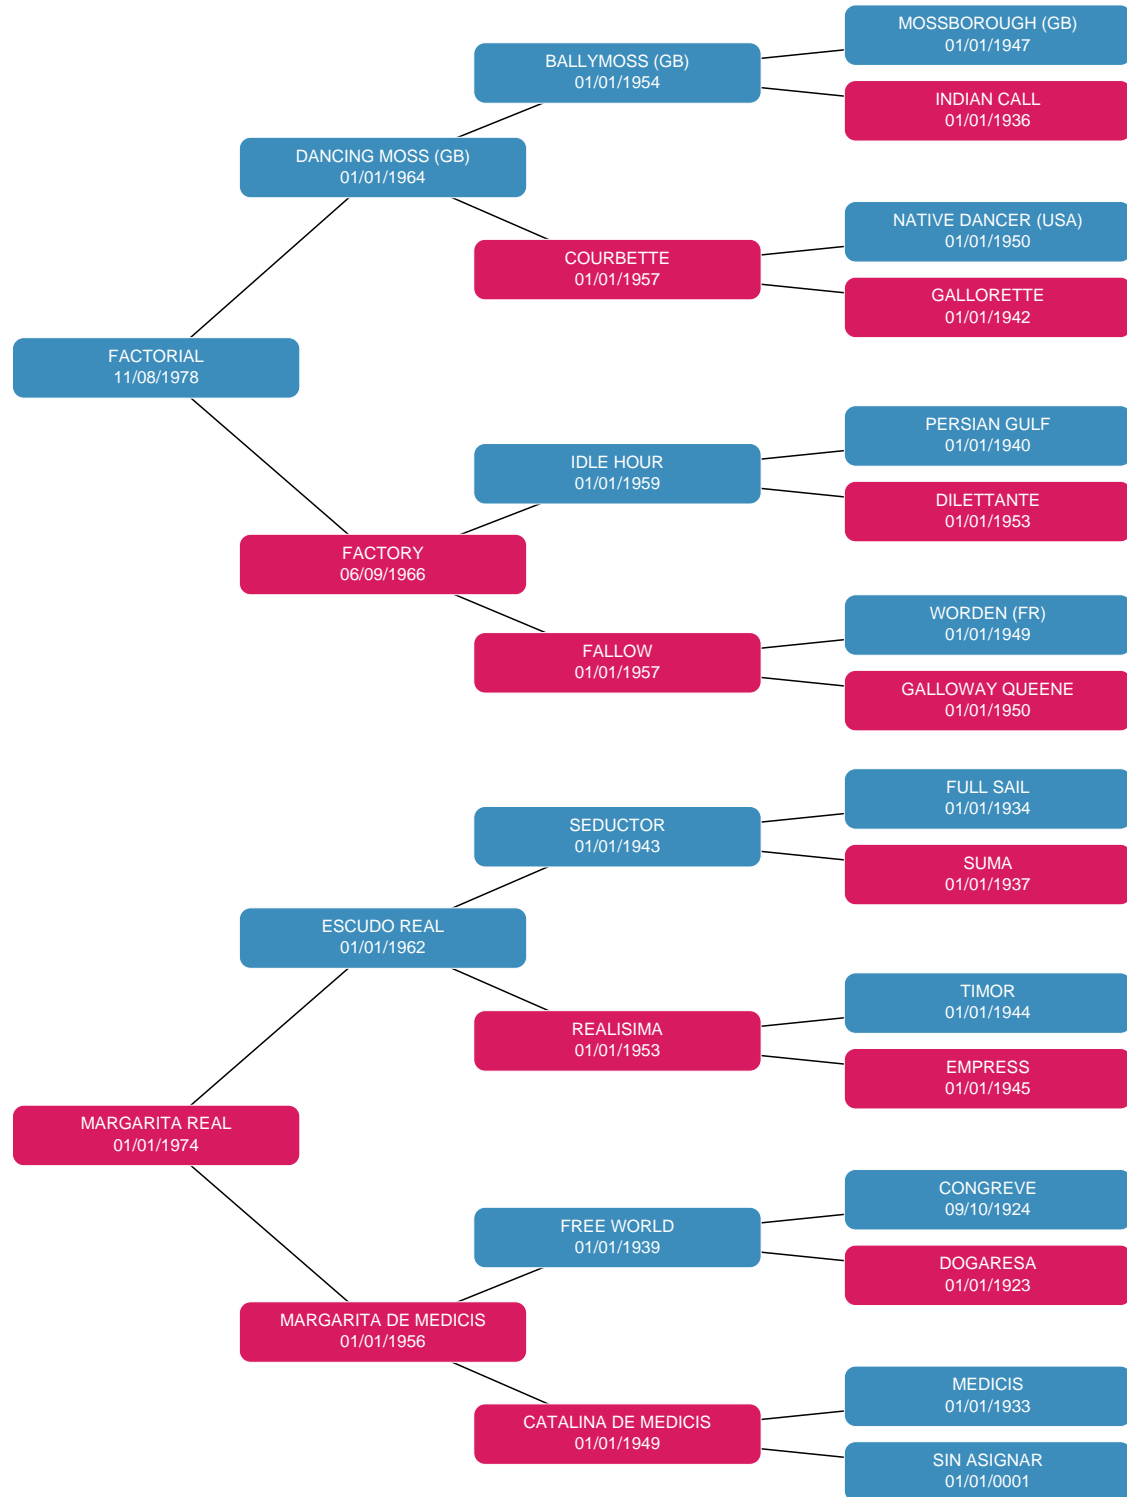 MOSSBOROUGH (GB)
01/01/1947
BALLYMOSS (GB)
01/01/1954
INDIAN CALL
01/01/1936
DANCING MOSS (GB)
01/01/1964
NATIVE DANCER (USA)
01/01/1950
COURBETTE
01/01/1957
GALLORETTE
01/01/1942
FACTORIAL
11/08/1978
PERSIAN GULF
01/01/1940
IDLE HOUR
01/01/1959
DILETTANTE
01/01/1953
FACTORY
06/09/1966
WORDEN (FR)
01/01/1949
FALLOW
01/01/1957
GALLOWAY QUEENE
01/01/1950
FULL SAIL
01/01/1934
SEDUCTOR
01/01/1943
SUMA
01/01/1937
ESCUDO REAL
01/01/1962
TIMOR
01/01/1944
REALISIMA
01/01/1953
EMPRESS
01/01/1945
MARGARITA REAL
01/01/1974
CONGREVE
09/10/1924
FREE WORLD
01/01/1939
DOGARESA
01/01/1923
MARGARITA DE MEDICIS
01/01/1956
MEDICIS
01/01/1933
CATALINA DE MEDICIS
01/01/1949
SIN ASIGNAR
01/01/0001